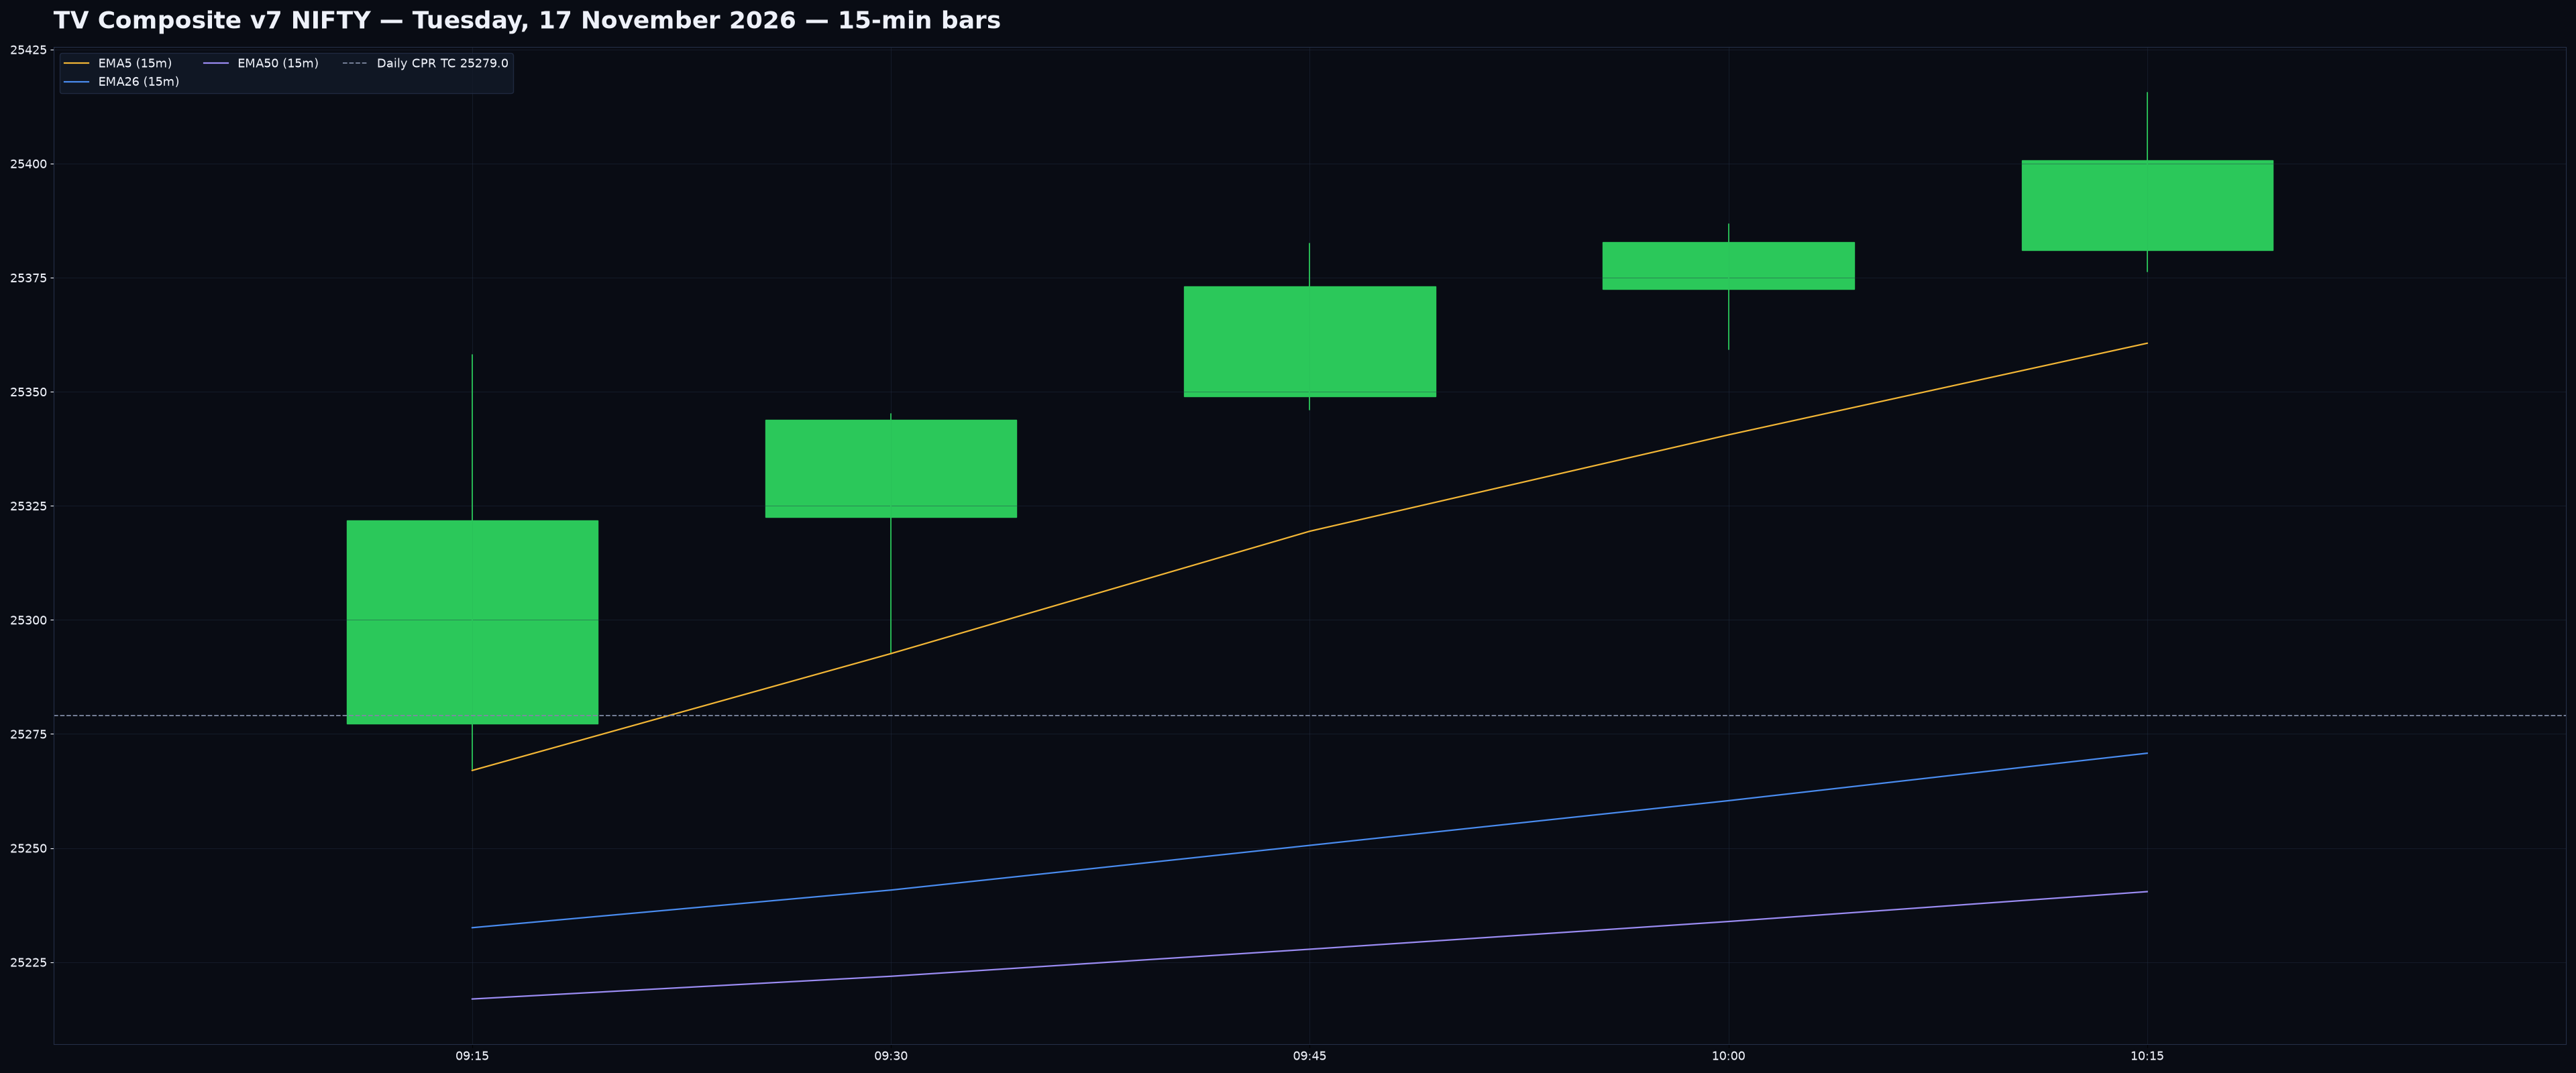 TV Composite v7 NIFTY — Tuesday, 17 November 2026 — 15-min bars
EMA5 (15m) EMA50 (15m) Daily CPR TC 25279.0
EMA26 (15m)
25425
25400
25375
25350
25325
25300
25275
25250
25225
09:15 09:30 09:45 10:00 10:15